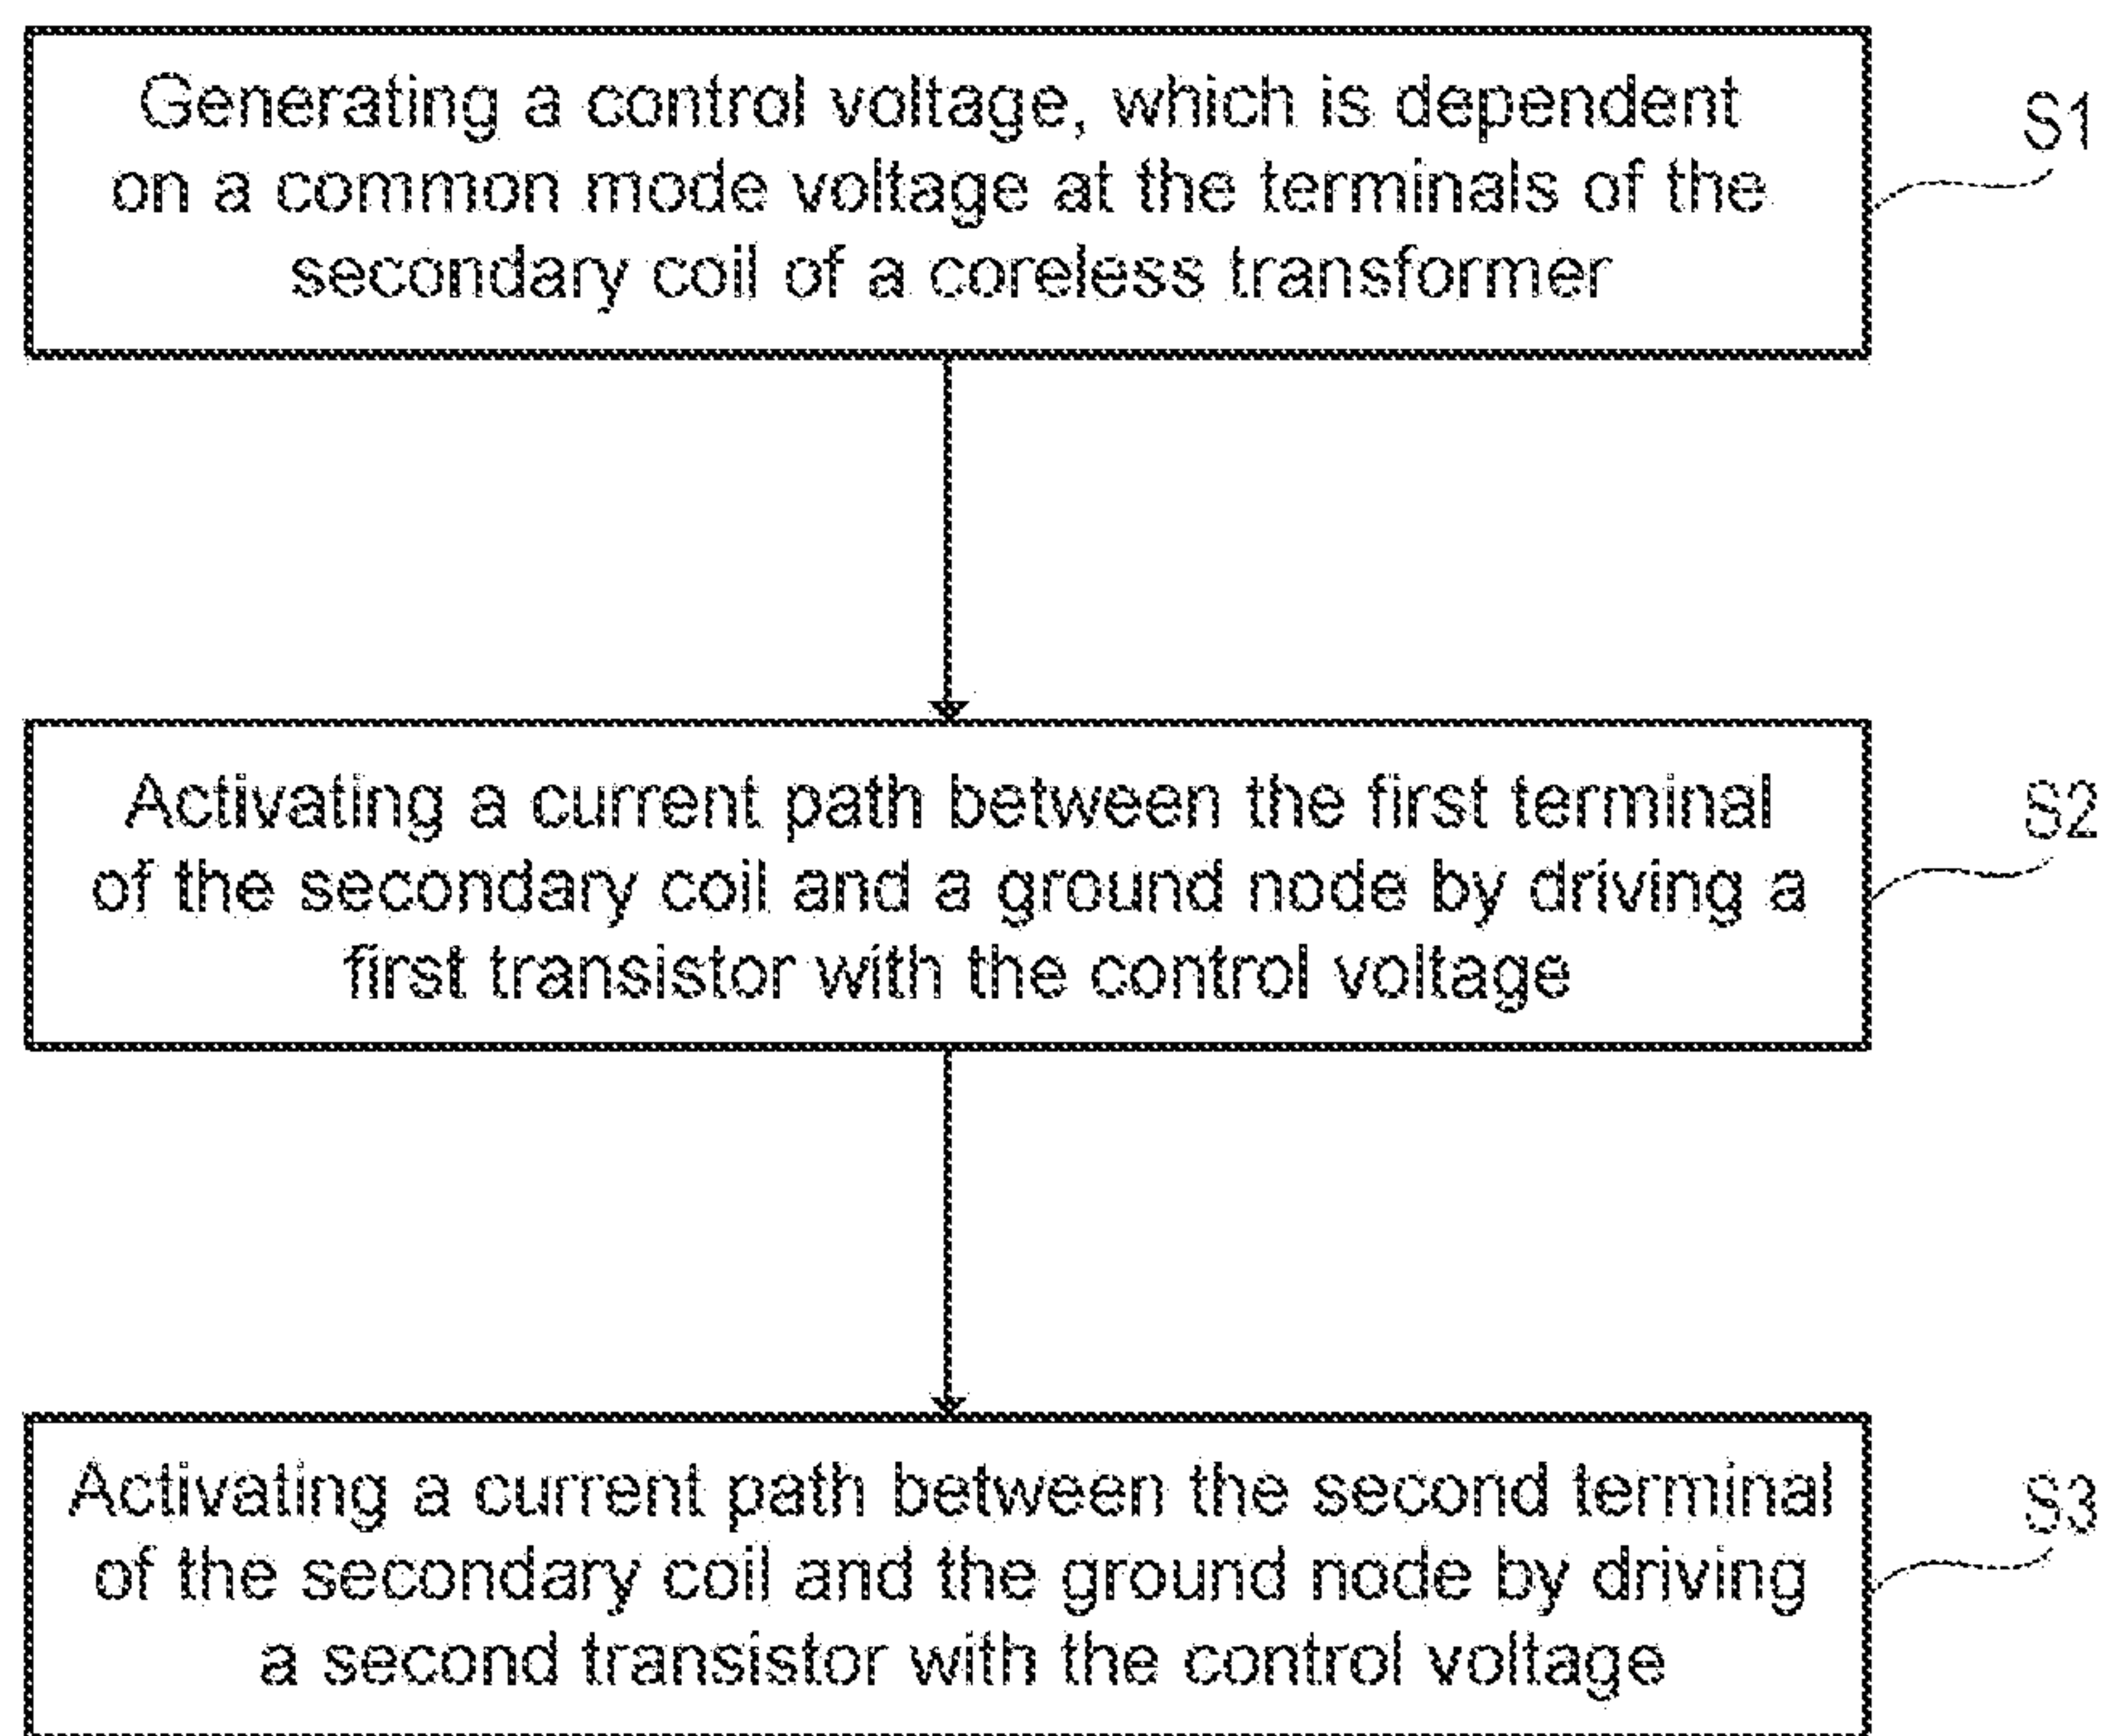 Generating a control voltage, which is dependent
on a common mode voltage at the terminals of the
secondary coil of a coreless transformer
S1
Activating a current path between the first terminal
of the secondary coil and a ground node by driving a
first transistor with the control voltage
S2
Activating a current path between the second terminal
of the secondary coil and the ground node by driving
a second transistor with the control voltage
S3